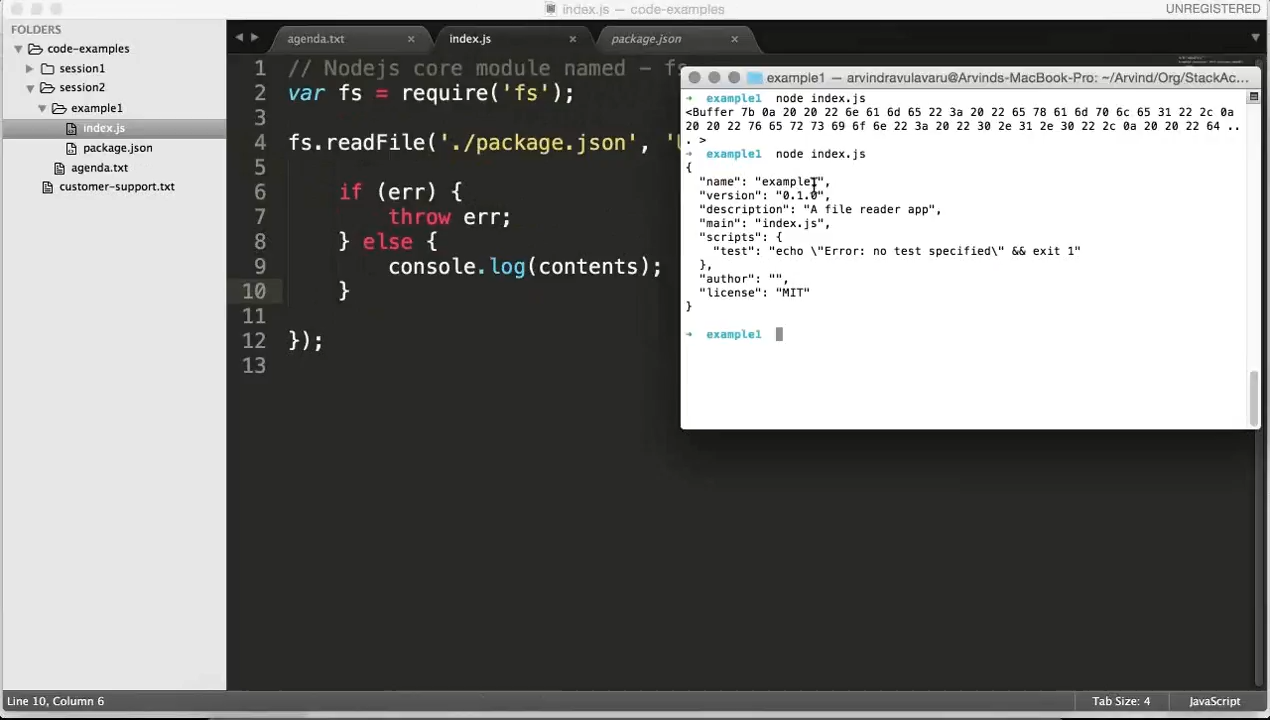 index.js — code-examples
UNREGISTERED
FOLDERS
code-examples
session1
session2
example1
index.js
package.json
agenda.txt
customer-support.txt
agenda.txt
index.js
package.json
1 // Nodejs core module named - fs
2 var fs = require('fs');
3
4 fs.readFile('./package.json', '
5
6 if (err) {
7 throw err;
8 } else {
9 console.log(contents);
10 }
11
12 });
13
example1 — arvindravulavaru@Arvinds-MacBook-Pro: ~/Arvind/Org/StackAc...
➜ example1 node index.js
<Buffer 7b 0a 20 20 22 6e 61 6d 65 22 3a 20 22 65 78 61 6d 70 6c 65 31 22 2c 0a
20 20 22 76 65 72 73 69 6f 6e 22 3a 20 22 30 2e 31 2e 30 22 2c 0a 20 20 22 64 ..
. >
➜ example1 node index.js
{
"name": "example1",
"version": "0.1.0",
"description": "A file reader app",
"main": "index.js",
"scripts": {
"test": "echo \"Error: no test specified\" && exit 1"
},
"author": "",
"license": "MIT"
}
➜ example1
Line 10, Column 6
Tab Size: 4
JavaScript